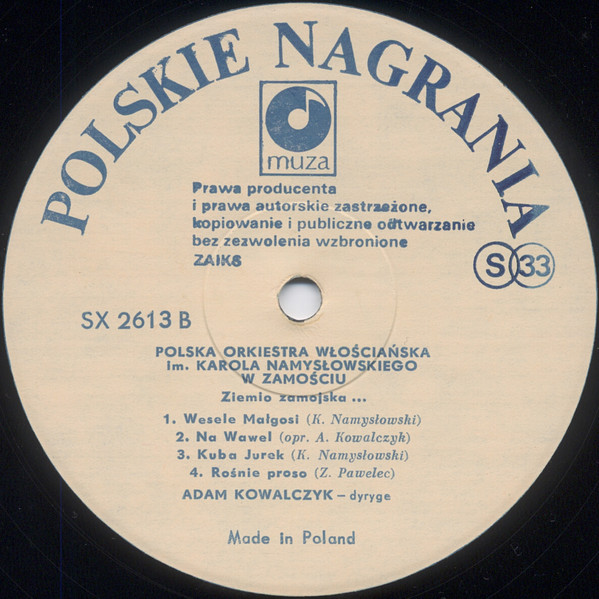 POLSKIE NAGRANIA
muza
Prawa producenta
i prawa autorskie zastrzeżone,
kopiowanie i publiczne odtwarzanie
bez zezwolenia wzbronione
ZAIKS
S 33
SX 2613 B
POLSKA ORKIESTRA WŁOŚCIAŃSKA
Im. KAROLA NAMYSŁOWSKIEGO
W ZAMOŚCIU
Ziemio zamojska ...
1. Wesele Małgosi (K. Namysłowski)
2. Na Wawel (opr. A. Kowalczyk)
3. Kuba Jurek (K. Namysłowski)
4. Rośnie proso (Z. Pawelec)
ADAM KOWALCZYK – dyryge
Made in Poland